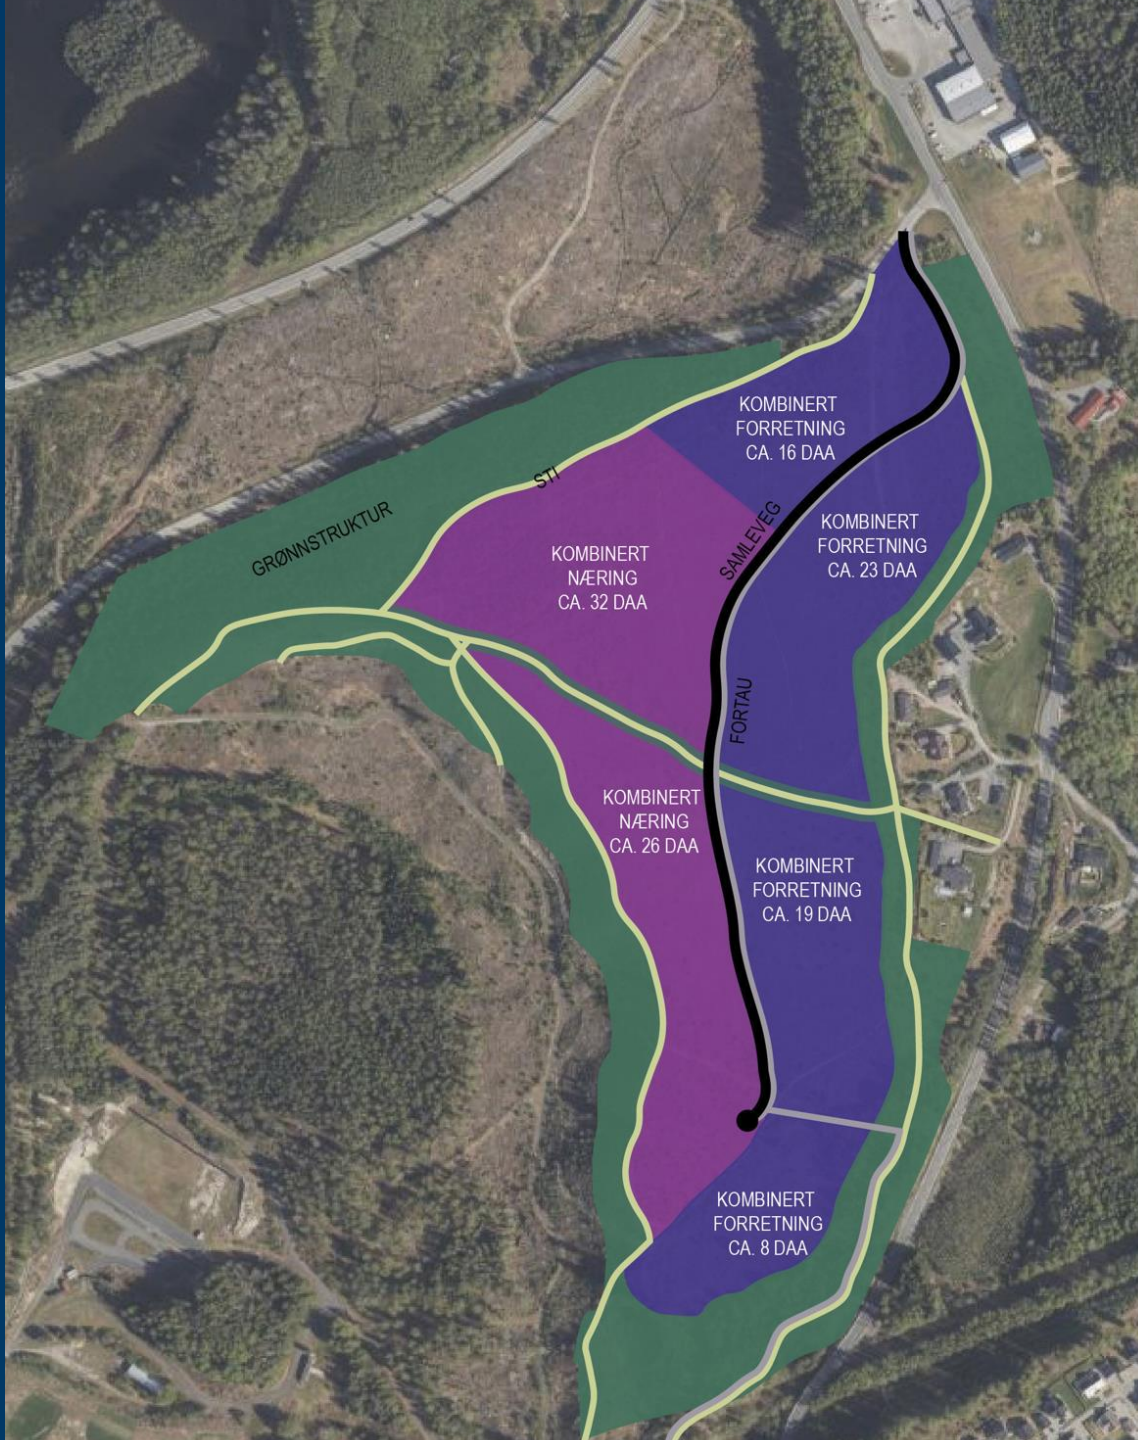 KOMBINERT
FORRETNING
CA. 16 DAA
STI
GRØNNSTRUKTUR
SAMLEVEG
KOMBINERT
FORRETNING
CA. 23 DAA
KOMBINERT
NÆRING
CA. 32 DAA
FORTAU
KOMBINERT
NÆRING
CA. 26 DAA
KOMBINERT
FORRETNING
CA. 19 DAA
KOMBINERT
FORRETNING
CA. 8 DAA